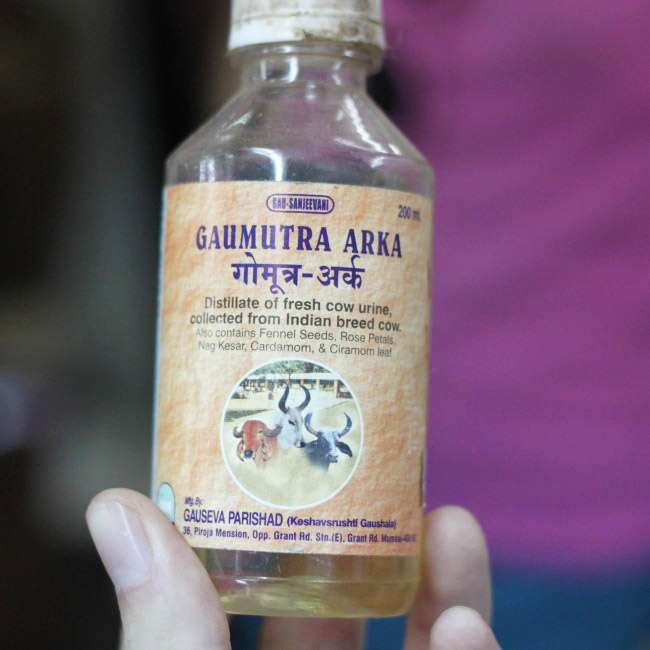 GAU-SANJEEVANI
200 ml.
GAUMUTRA ARKA
गोमूत्र-अर्क
Distillate of fresh cow urine,
collected from Indian breed cow.
Also contains Fennel Seeds, Rose Petals,
Nag Kesar, Cardamom, & Ciramom leaf
Mfg. By:
GAUSEVA PARISHAD (Keshavsrushti Gaushala)
36, Piroja Mension, Opp. Grant Rd. Stn.(E), Grant Rd. Mumbai